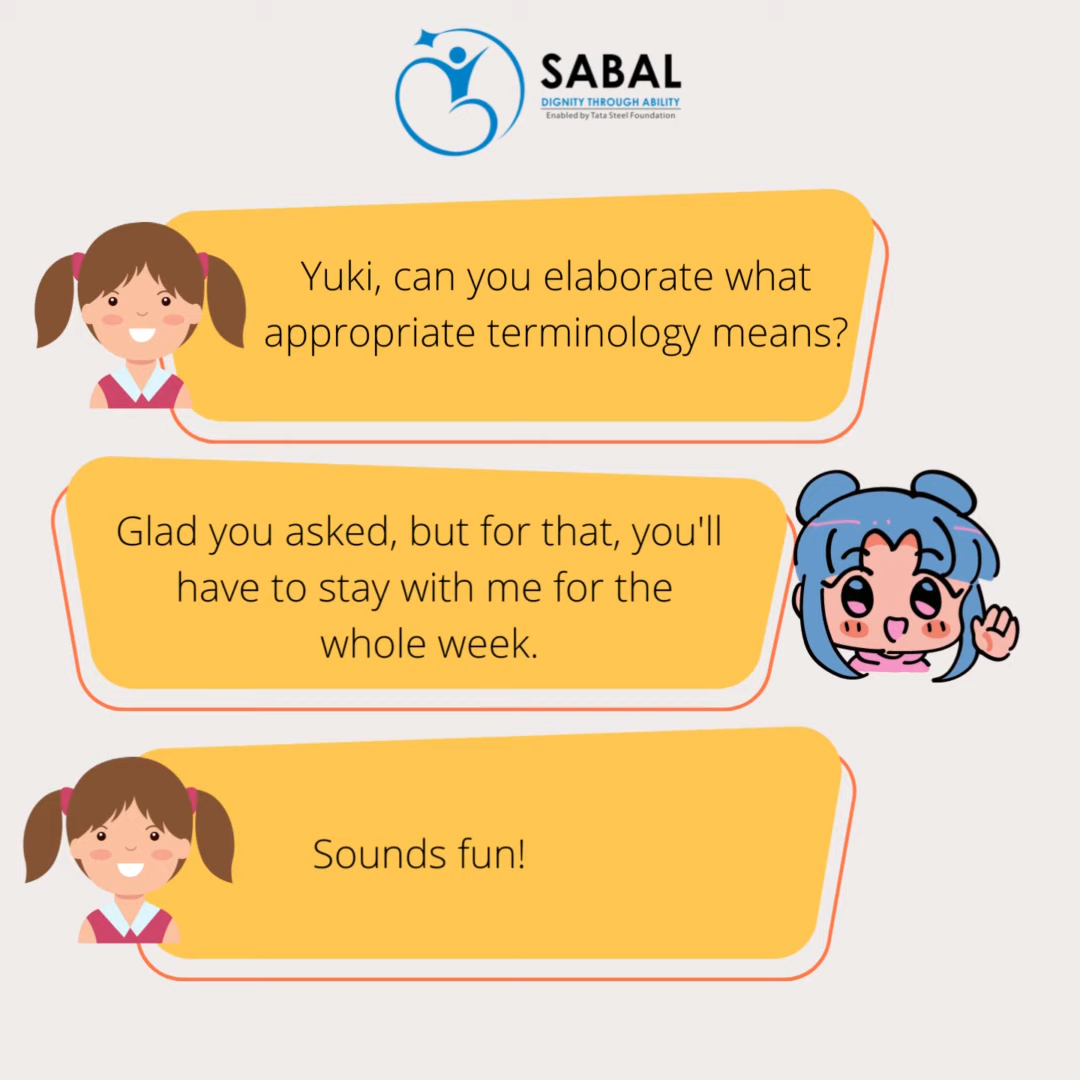 SABAL
DIGNITY THROUGH ABILITY
Enabled by Tata Steel Foundation
Yuki, can you elaborate what
appropriate terminology means?
Glad you asked, but for that, you'll
have to stay with me for the
whole week.
Sounds fun!